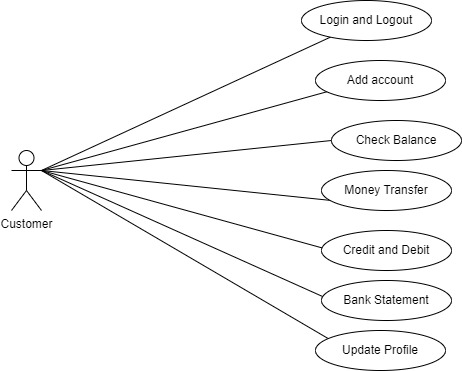 Login and Logout
Add account
Check Balance
Money Transfer
Customer
Credit and Debit
Bank Statement
Update Profile